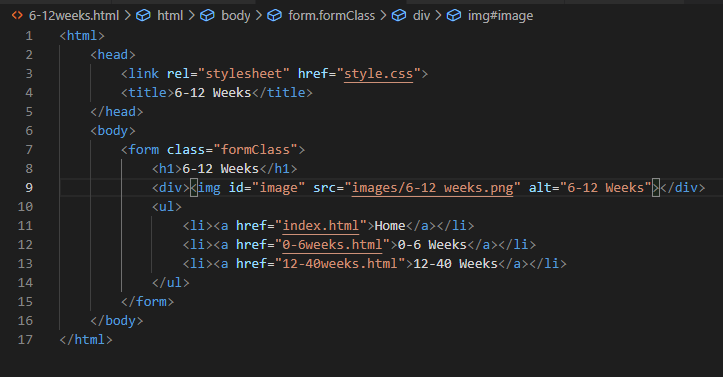 6-12weeks.html > html > body > form.formClass > div > img#image
1 <html>
2 <head>
3 <link rel="stylesheet" href="style.css">
4 <title>6-12 Weeks</title>
5 </head>
6 <body>
7 <form class="formClass">
8 <h1>6-12 Weeks</h1>
9 <div><img id="image" src="images/6-12 weeks.png" alt="6-12 Weeks"></div>
10 <ul>
11 <li><a href="index.html">Home</a></li>
12 <li><a href="0-6weeks.html">0-6 Weeks</a></li>
13 <li><a href="12-40weeks.html">12-40 Weeks</a></li>
14 </ul>
15 </form>
16 </body>
17 </html>